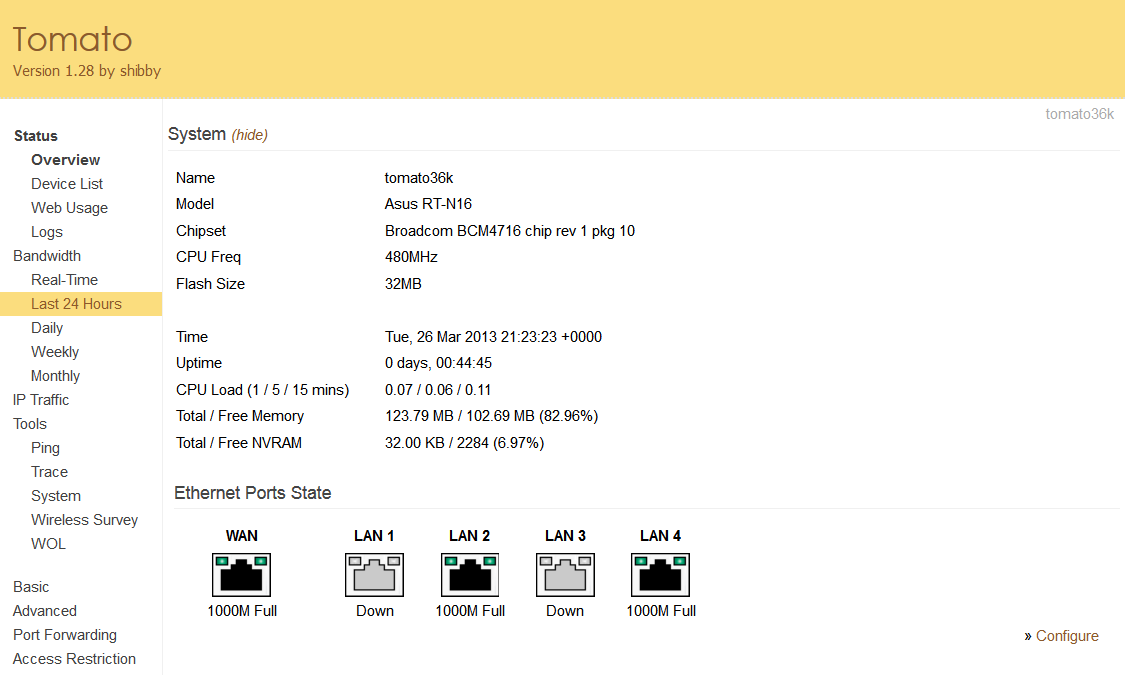 Tomato
Version 1.28 by shibby
tomato36k
Status
Overview
Device List
Web Usage
Logs
Bandwidth
Real-Time
Last 24 Hours
Daily
Weekly
Monthly
IP Traffic
Tools
Ping
Trace
System
Wireless Survey
WOL
Basic
Advanced
Port Forwarding
Access Restriction
System (hide)
Name tomato36k
Model Asus RT-N16
Chipset Broadcom BCM4716 chip rev 1 pkg 10
CPU Freq 480MHz
Flash Size 32MB
Time Tue, 26 Mar 2013 21:23:23 +0000
Uptime 0 days, 00:44:45
CPU Load (1 / 5 / 15 mins) 0.07 / 0.06 / 0.11
Total / Free Memory 123.79 MB / 102.69 MB (82.96%)
Total / Free NVRAM 32.00 KB / 2284 (6.97%)
Ethernet Ports State
WAN LAN 1 LAN 2 LAN 3 LAN 4
1000M Full Down 1000M Full Down 1000M Full
» Configure